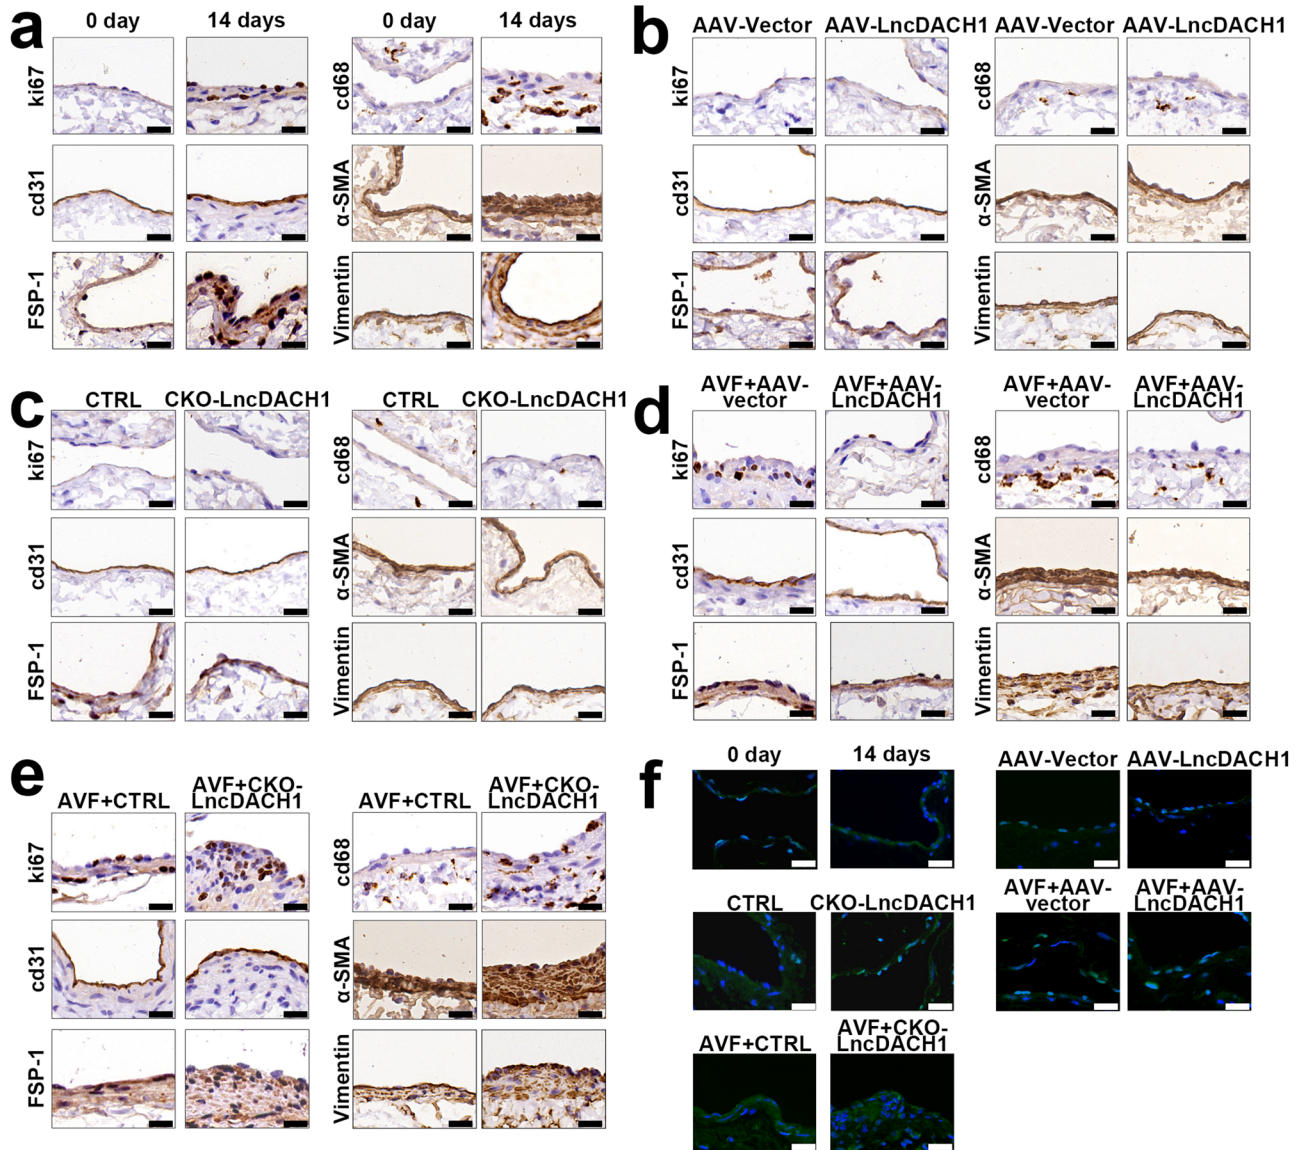 a
0 day 14 days 0 day 14 days
ki67
cd68
cd31
α-SMA
FSP-1
Vimentin
b
AAV-Vector AAV-LncDACH1 AAV-Vector AAV-LncDACH1
ki67
cd68
cd31
α-SMA
FSP-1
Vimentin
c
CTRL CKO-LncDACH1 CTRL CKO-LncDACH1
ki67
cd68
cd31
α-SMA
FSP-1
Vimentin
d
AVF+AAV-
vector
AVF+AAV-
LncDACH1
AVF+AAV-
vector
AVF+AAV-
LncDACH1
ki67
cd68
cd31
α-SMA
FSP-1
Vimentin
e
AVF+CTRL
AVF+CKO-
LncDACH1
AVF+CTRL
AVF+CKO-
LncDACH1
ki67
cd68
cd31
α-SMA
FSP-1
Vimentin
f
0 day 14 days AAV-Vector AAV-LncDACH1
CTRL CKO-LncDACH1
AVF+AAV-
vector
AVF+AAV-
LncDACH1
AVF+CTRL
AVF+CKO-
LncDACH1